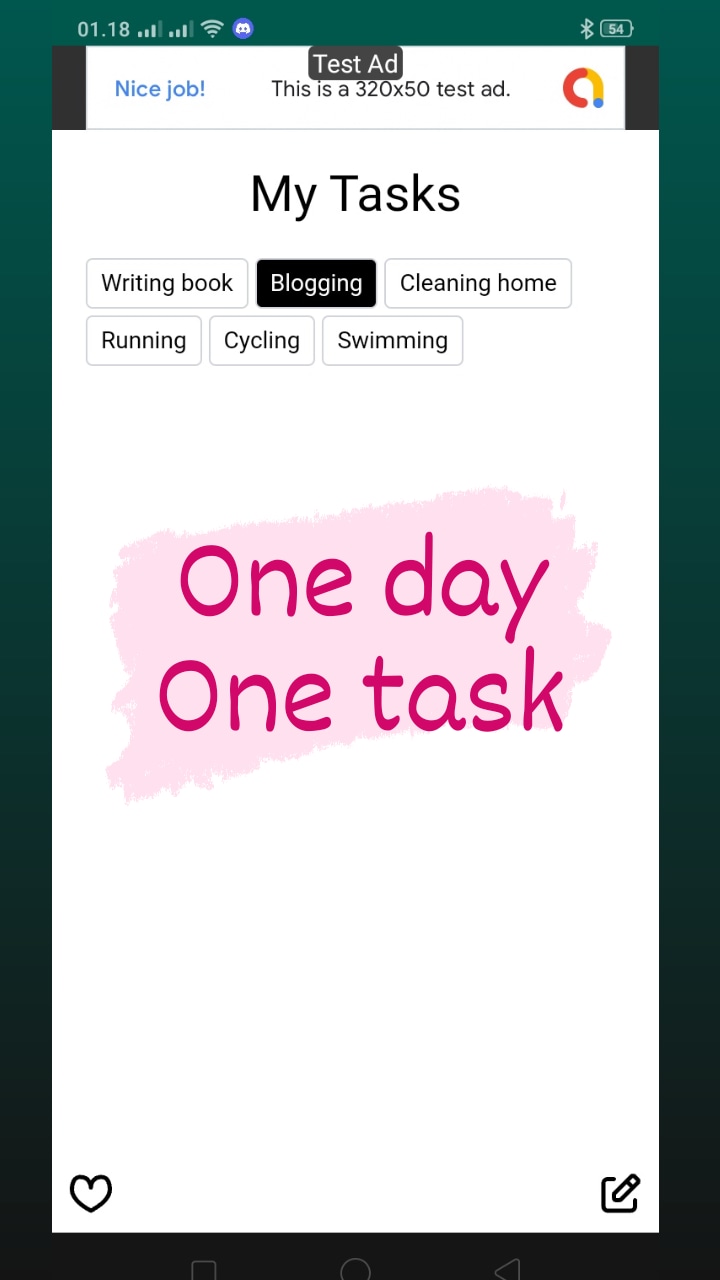 01.18
54
Test Ad
Nice job! This is a 320x50 test ad.
My Tasks
Writing book Blogging Cleaning home
Running Cycling Swimming
One day
One task